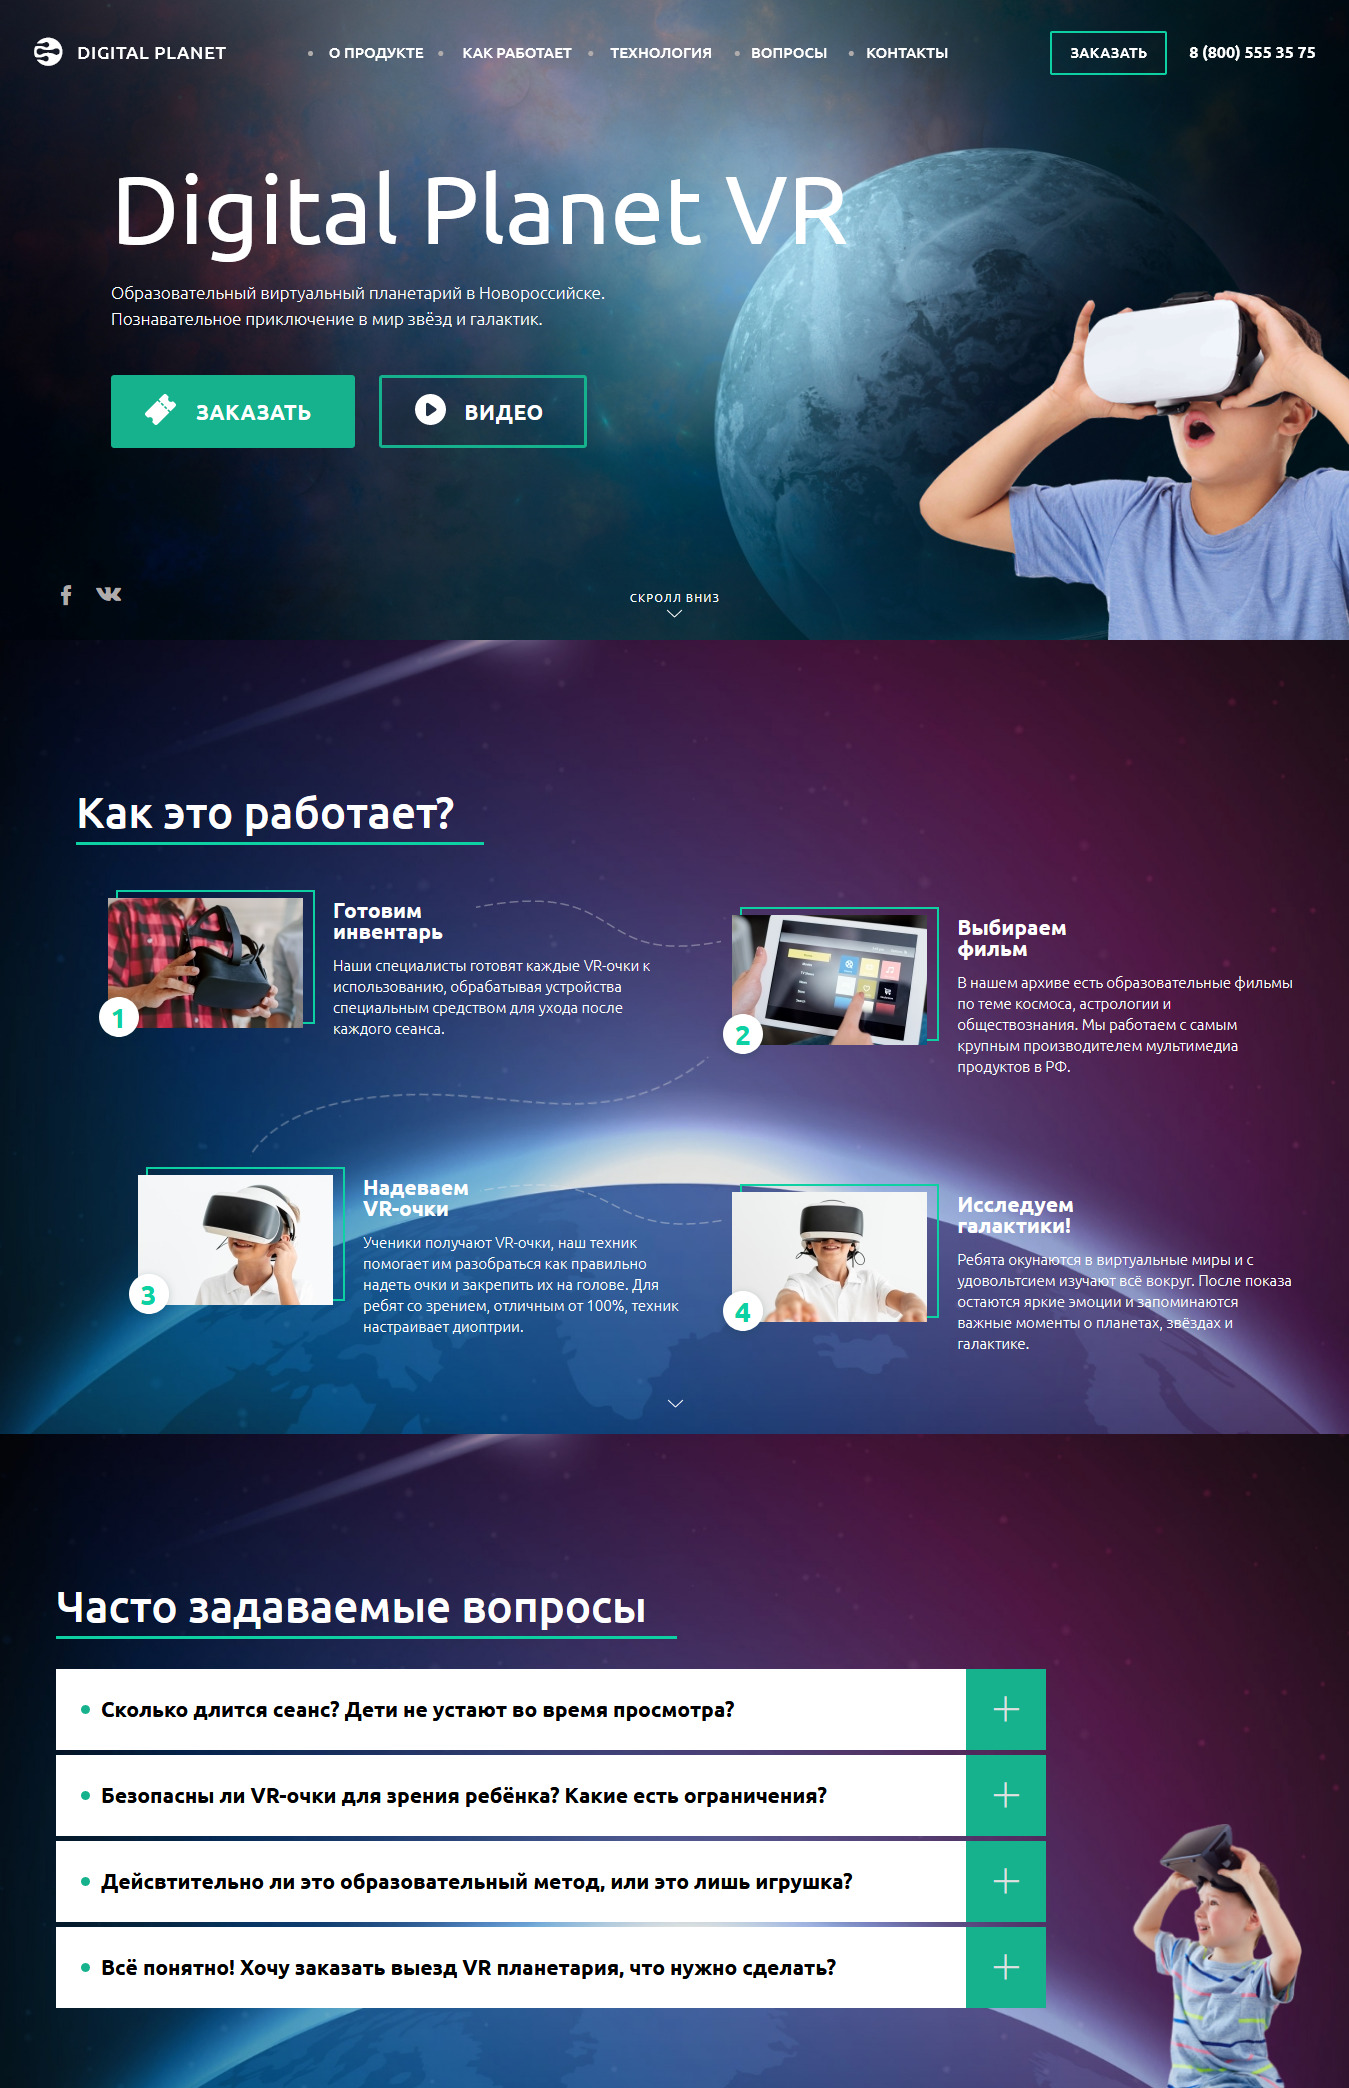 DIGITAL PLANET
О ПРОДУКТЕ
КАК РАБОТАЕТ
ТЕХНОЛОГИЯ
ВОПРОСЫ
КОНТАКТЫ
ЗАКАЗАТЬ
8 (800) 555 35 75
Digital Planet VR
Образовательный виртуальный планетарий в Новороссийске.
Познавательное приключение в мир звёзд и галактик.
ЗАКАЗАТЬ
ВИДЕО
СКРОЛЛ ВНИЗ
Как это работает?
1
Готовим
инвентарь
Наши специалисты готовят каждые VR-очки к
использованию, обрабатывая устройства
специальным средством для ухода после
каждого сеанса.
2
Выбираем
фильм
В нашем архиве есть образовательные фильмы
по теме космоса, астрологии и
обществознания. Мы работаем с самым
крупным производителем мультимедиа
продуктов в РФ.
3
Надеваем
VR-очки
Ученики получают VR-очки, наш техник
помогает им разобраться как правильно
надеть очки и закрепить их на голове. Для
ребят со зрением, отличным от 100%, техник
настраивает диоптрии.
4
Исследуем
галактики!
Ребята окунаются в виртуальные миры и с
удовольтсием изучают всё вокруг. После показа
остаются яркие эмоции и запоминаются
важные моменты о планетах, звёздах и
галактике.
Часто задаваемые вопросы
Сколько длится сеанс? Дети не устают во время просмотра?
Безопасны ли VR-очки для зрения ребёнка? Какие есть ограничения?
Дейсвтительно ли это образовательный метод, или это лишь игрушка?
Всё понятно! Хочу заказать выезд VR планетария, что нужно сделать?